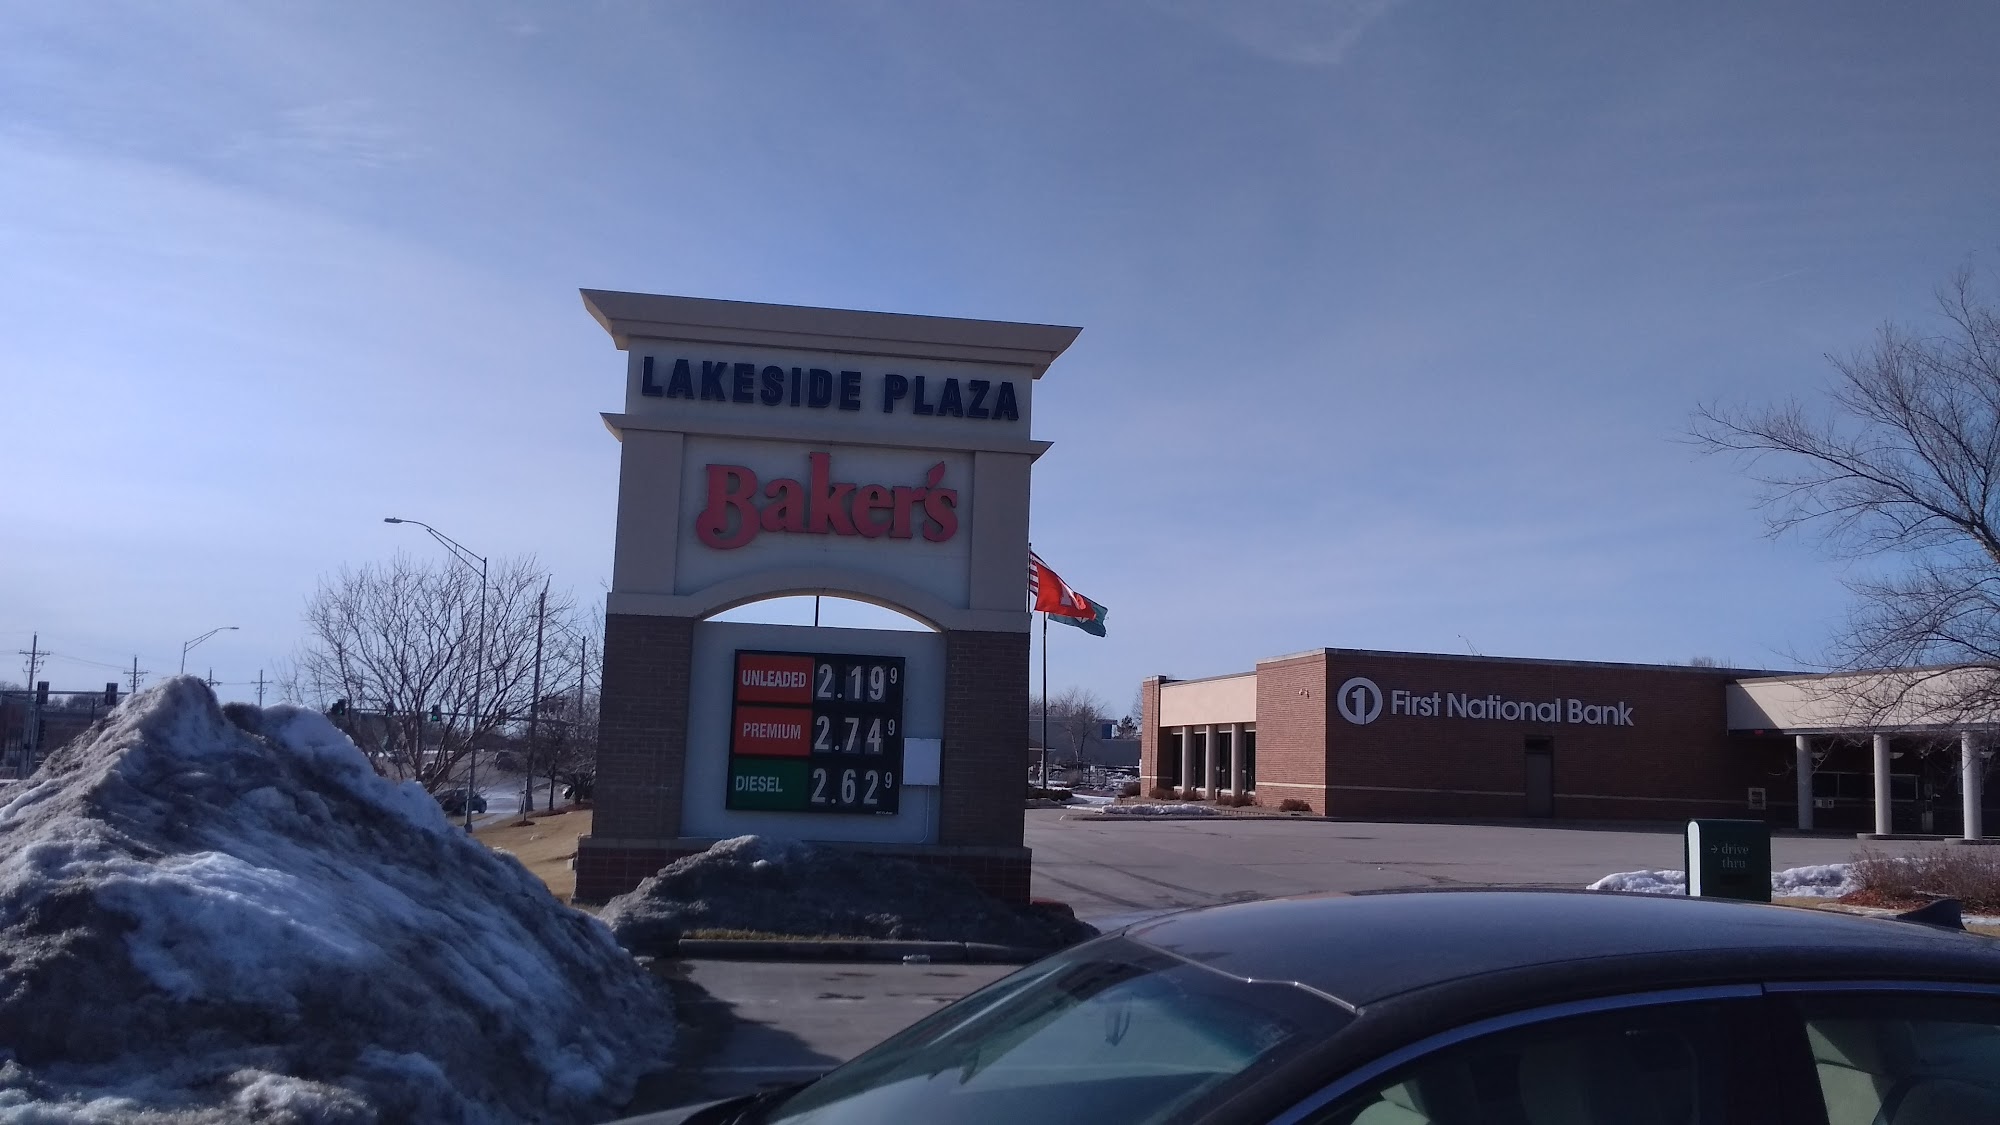 LAKESIDE PLAZA
Baker's
UNLEADED 2.19 9
PREMIUM 2.74 9
DIESEL 2.62 9
1 First National Bank
→ drive
thru